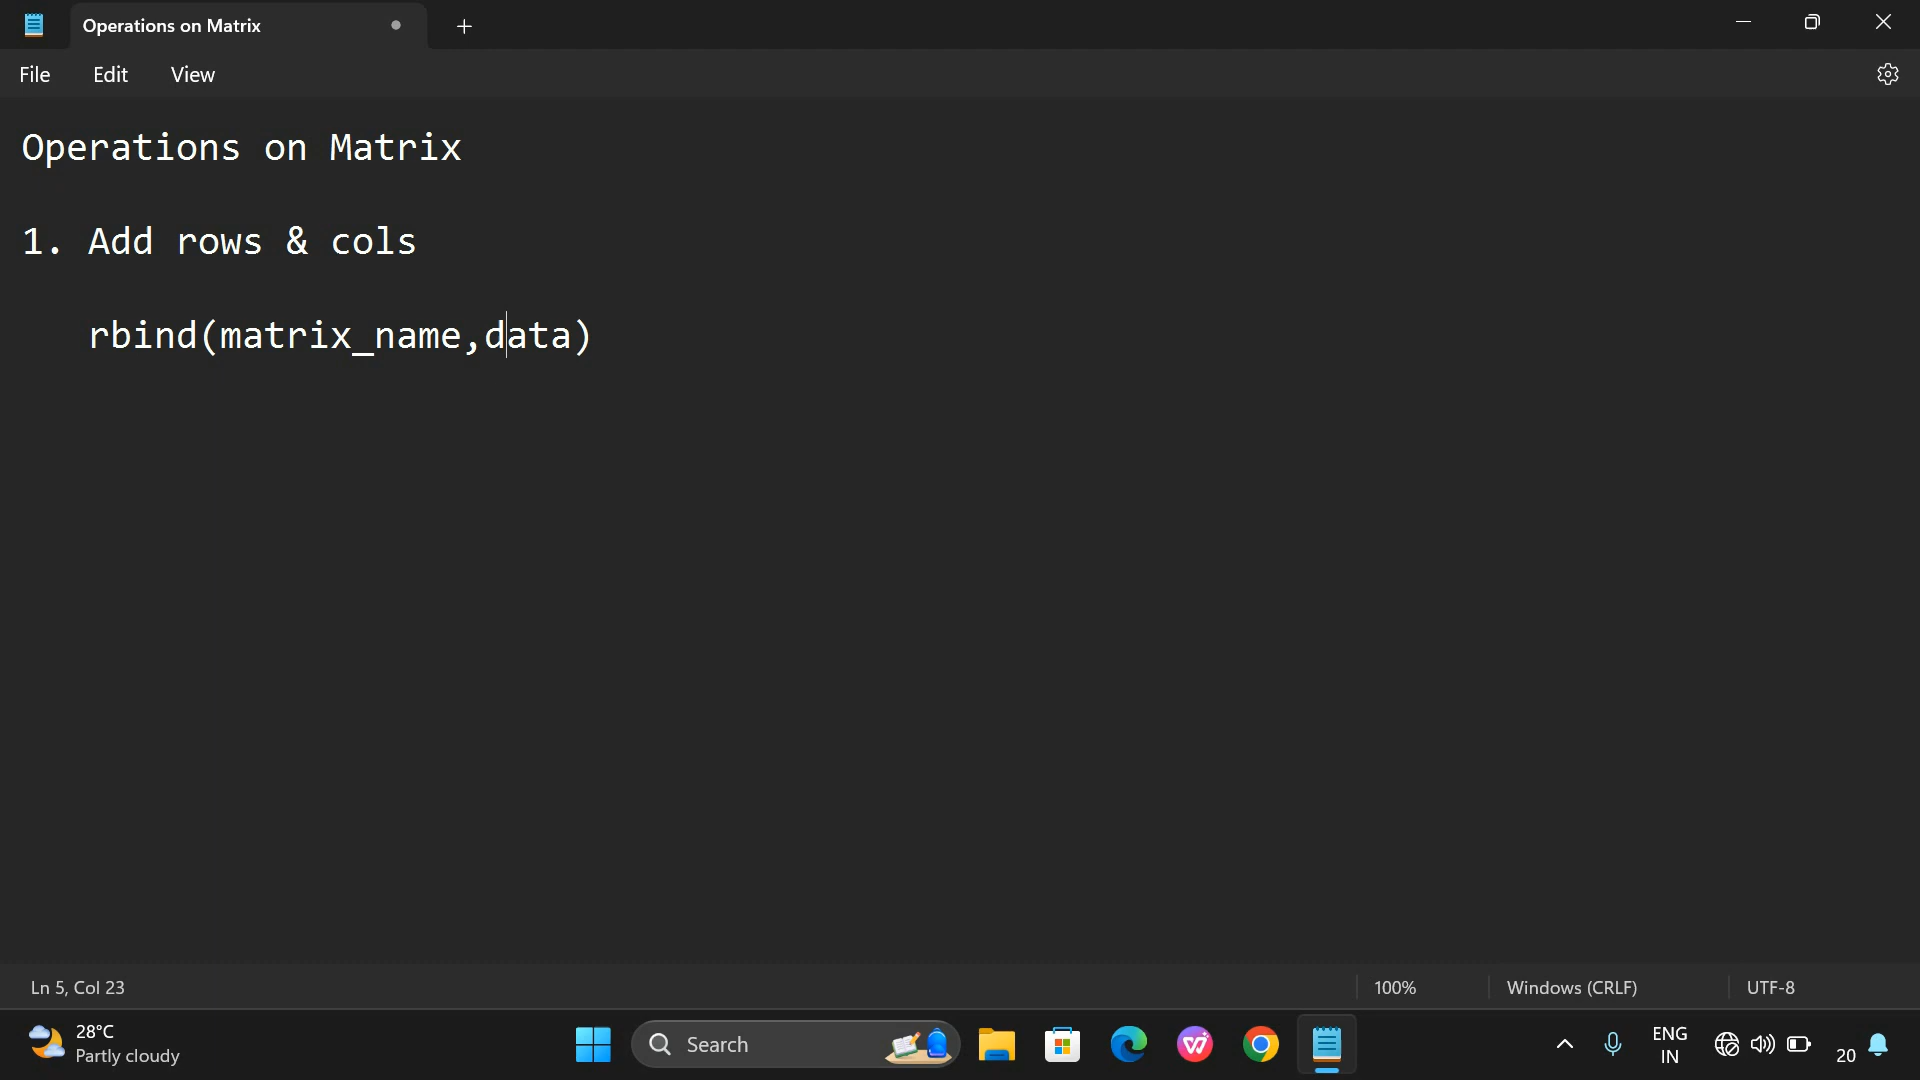 Operations on Matrix
File Edit View
Operations on Matrix
1. Add rows & cols
rbind(matrix_name,data)
Ln 5, Col 23 100% Windows (CRLF) UTF-8
28°C
Partly cloudy
Search
ENG
IN
20